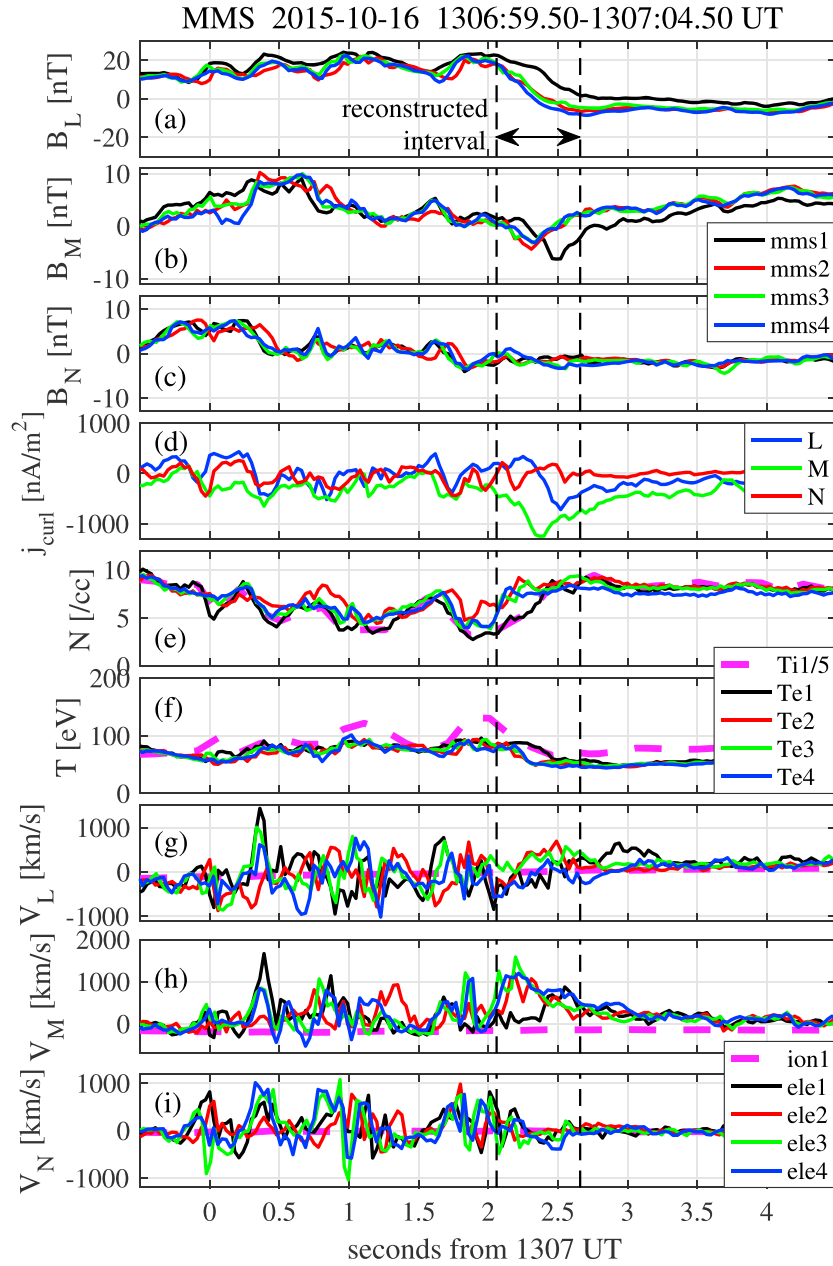 MMS 2015-10-16 1306:59.50-1307:04.50 UT
B_L [nT]
20
0
-20
(a)
reconstructed
interval
B_M [nT]
10
0
-10
(b)
mms1
mms2
mms3
mms4
B_N [nT]
10
0
-10
(c)
j_curl [nA/m^2]
1000
0
-1000
(d)
L
M
N
N [/cc]
10
5
0
(e)
T [eV]
200
100
0
(f)
Ti1/5
Te1
Te2
Te3
Te4
V_L [km/s]
1000
0
-1000
(g)
V_M [km/s]
2000
1000
0
(h)
ion1
ele1
ele2
ele3
ele4
V_N [km/s]
1000
0
-1000
(i)
0 0.5 1 1.5 2 2.5 3 3.5 4
seconds from 1307 UT